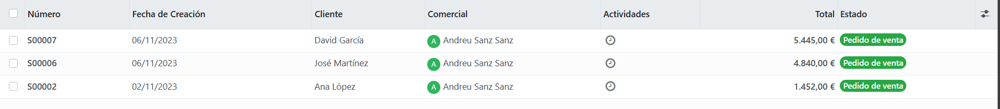 Número Fecha de Creación Cliente Comercial Actividades Total Estado
S00007 06/11/2023 David García A Andreu Sanz Sanz 5.445,00 € Pedido de venta
S00006 06/11/2023 José Martínez A Andreu Sanz Sanz 4.840,00 € Pedido de venta
S00002 02/11/2023 Ana López A Andreu Sanz Sanz 1.452,00 € Pedido de venta